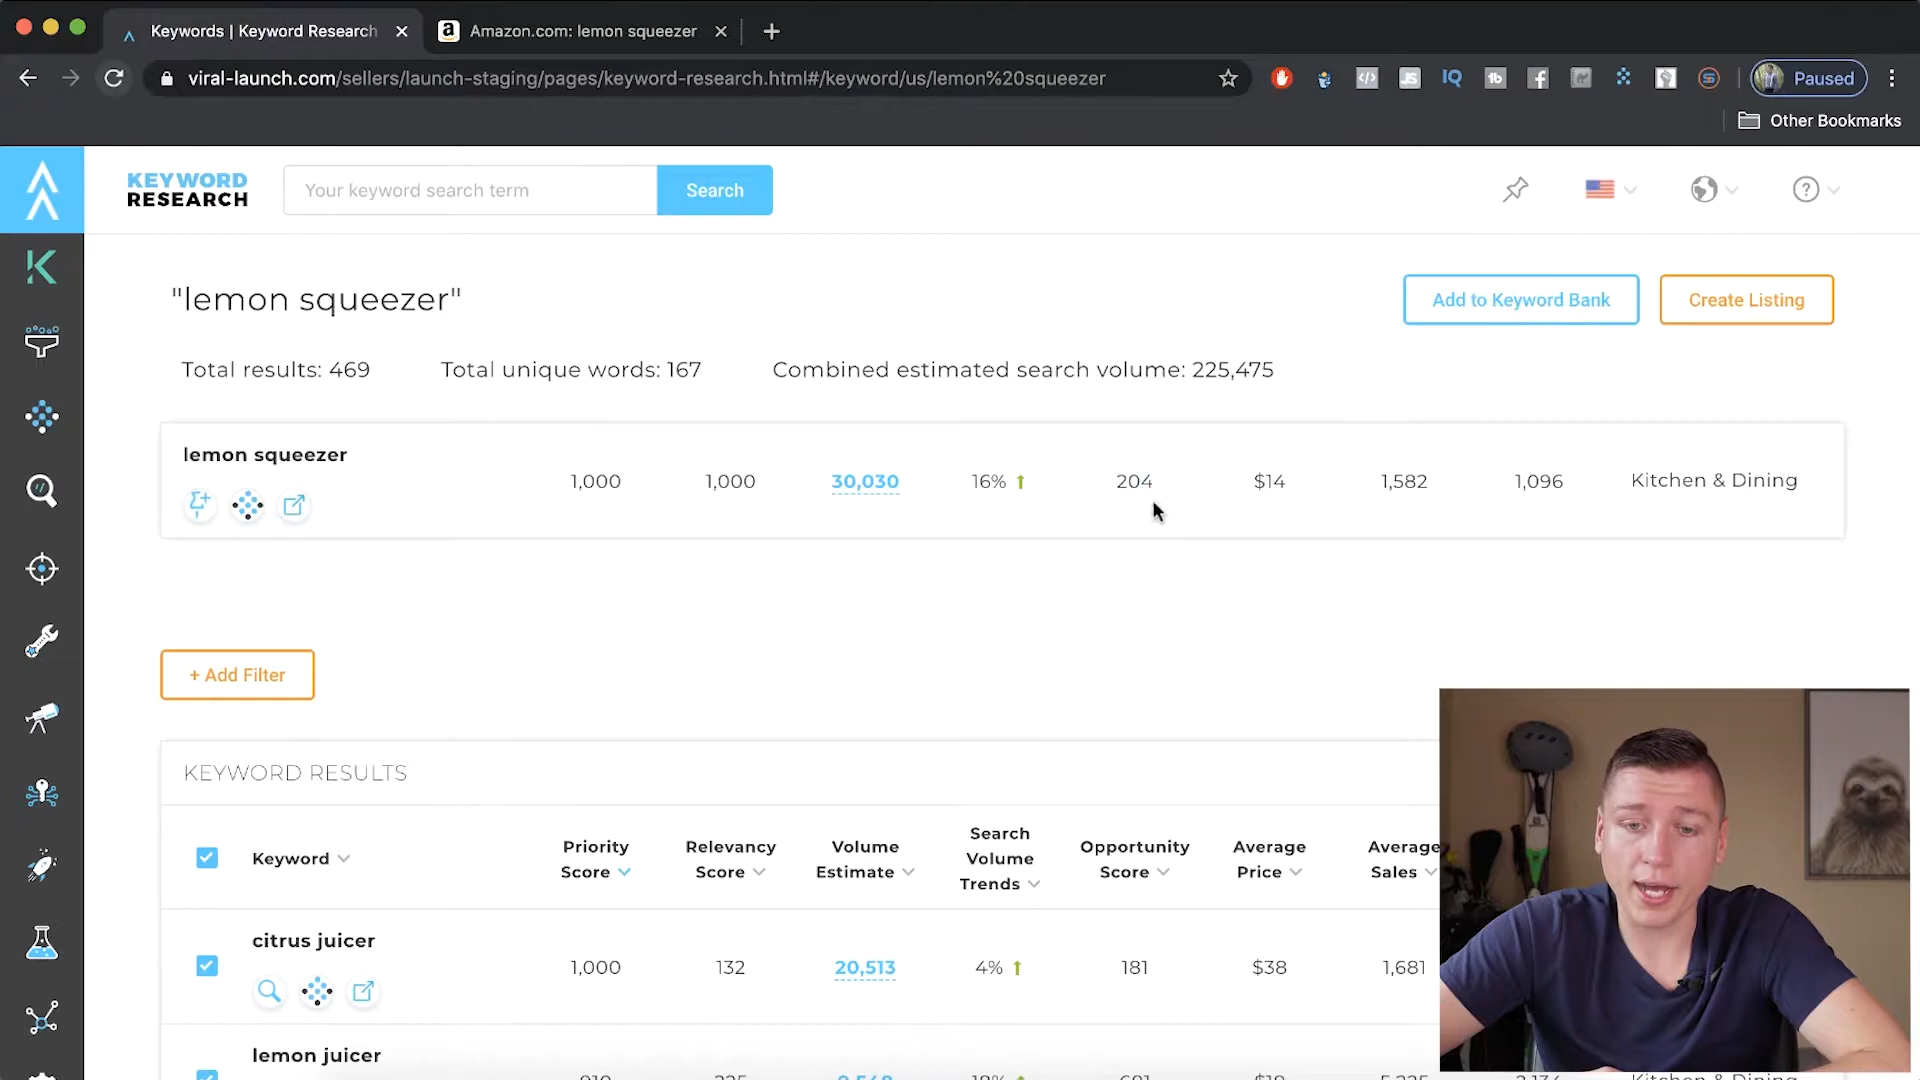 Keywords | Keyword Research
Amazon.com: lemon squeezer
viral-launch.com/sellers/launch-staging/pages/keyword-research.html#/keyword/us/lemon%20squeezer
Paused
Other Bookmarks
KEYWORD
RESEARCH
Your keyword search term
Search
"lemon squeezer"
Add to Keyword Bank
Create Listing
Total results: 469
Total unique words: 167
Combined estimated search volume: 225,475
lemon squeezer
1,000
1,000
30,030
16%
204
$14
1,582
1,096
Kitchen & Dining
+ Add Filter
KEYWORD RESULTS
Keyword
Priority
Score
Relevancy
Score
Volume
Estimate
Search
Volume
Trends
Opportunity
Score
Average
Price
Average
Sales
citrus juicer
1,000
132
20,513
4%
181
$38
1,681
lemon juicer